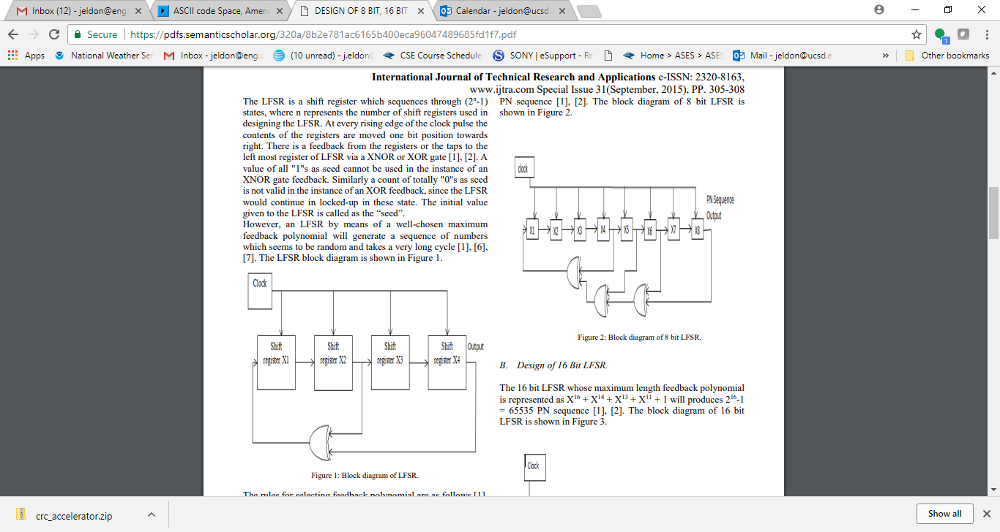 Inbox (12) - jeldon@eng
ASCII code Space, Ameri
DESIGN OF 8 BIT, 16 BIT
Calendar - jeldon@ucsd
Secure https://pdfs.semanticscholar.org/320a/8b2e781ac6165b400eca96047489685fd1f7.pdf
1
Apps
National Weather Ser
Inbox - jeldon@eng.
(10 unread) - j.eldon
CSE Course Schedule
SONY | eSupport - Re
Home > ASES > ASES
Mail - jeldon@ucsd.e
»
Other bookmarks
International Journal of Technical Research and Applications e-ISSN: 2320-8163,
www.ijtra.com Special Issue 31(September, 2015), PP. 305-308
The LFSR is a shift register which sequences through (2ⁿ-1)
states, where n represents the number of shift registers used in
designing the LFSR. At every rising edge of the clock pulse the
contents of the registers are moved one bit position towards
right. There is a feedback from the registers or the taps to the
left most register of LFSR via a XNOR or XOR gate [1], [2]. A
value of all "1"s as seed cannot be used in the instance of an
XNOR gate feedback. Similarly a count of totally "0"s as seed
is not valid in the instance of an XOR feedback, since the LFSR
would continue in locked-up in these state. The initial value
given to the LFSR is called as the “seed”.
However, an LFSR by means of a well-chosen maximum
feedback polynomial will generate a sequence of numbers
which seems to be random and takes a very long cycle [1], [6],
[7]. The LFSR block diagram is shown in Figure 1.
Clock
Shift
register X1
Shift
register X2
Shift
register X3
Shift
register X4
Output
Figure 1: Block diagram of LFSR.
The rules for selecting feedback polynomial are as follows [1]
PN sequence [1], [2]. The block diagram of 8 bit LFSR is
shown in Figure 2.
clock
PN Sequence
Output
X1
X2
X3
X4
X5
X6
X7
X8
Figure 2: Block diagram of 8 bit LFSR.
B. Design of 16 Bit LFSR.
The 16 bit LFSR whose maximum length feedback polynomial
is represented as X¹⁶ + X¹⁴ + X¹³ + X¹¹ + 1 will produces 2¹⁶-1
= 65535 PN sequence [1], [2]. The block diagram of 16 bit
LFSR is shown in Figure 3.
Clock
crc_accelerator.zip
Show all